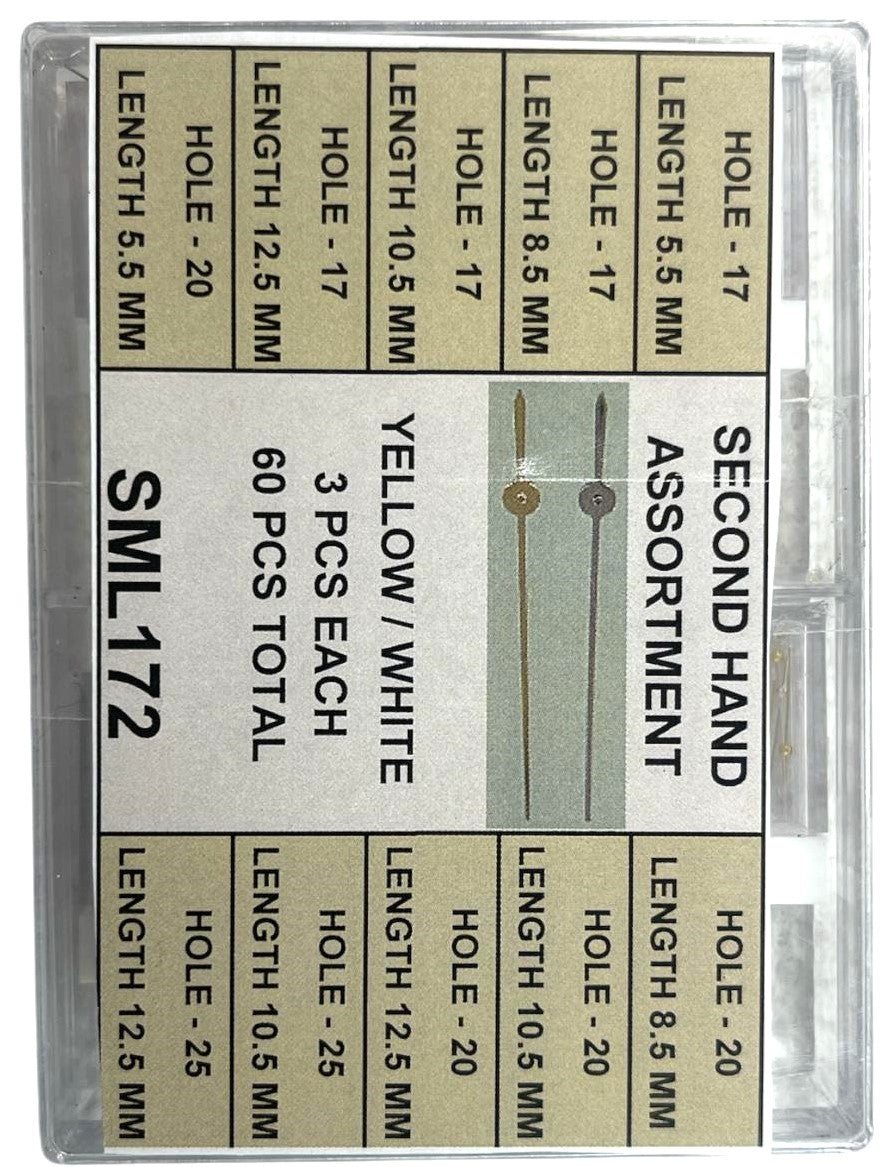 HOLE - 17
LENGTH 5.5 MM
HOLE - 17
LENGTH 8.5 MM
HOLE - 17
LENGTH 10.5 MM
HOLE - 17
LENGTH 12.5 MM
HOLE - 20
LENGTH 5.5 MM
SECOND HAND
ASSORTMENT
YELLOW / WHITE
3 PCS EACH
60 PCS TOTAL
SML172
HOLE - 20
LENGTH 8.5 MM
HOLE - 20
LENGTH 10.5 MM
HOLE - 20
LENGTH 12.5 MM
HOLE - 25
LENGTH 10.5 MM
HOLE - 25
LENGTH 12.5 MM